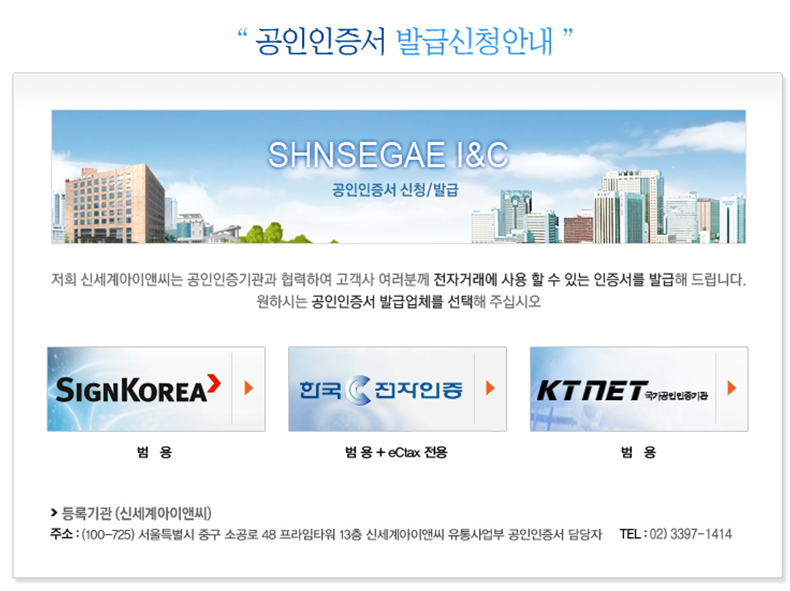 “ 공인인증서 발급신청안내 ”
SHNSEGAE I&C
공인인증서 신청/발급
저희 신세계아이앤씨는 공인인증기관과 협력하여 고객사 여러분께 전자거래에 사용 할 수 있는 인증서를 발급해 드립니다.
원하시는 공인인증서 발급업체를 선택해 주십시오
SIGNKOREA
한국전자인증
KTNET 국가공인인증기관
범 용
범 용 + eCtax 전용
범 용
등록기관 (신세계아이앤씨)
주소 : (100-725) 서울특별시 중구 소공로 48 프라임타워 13층 신세계아이앤씨 유통사업부 공인인증서 담당자 TEL : 02) 3397-1414